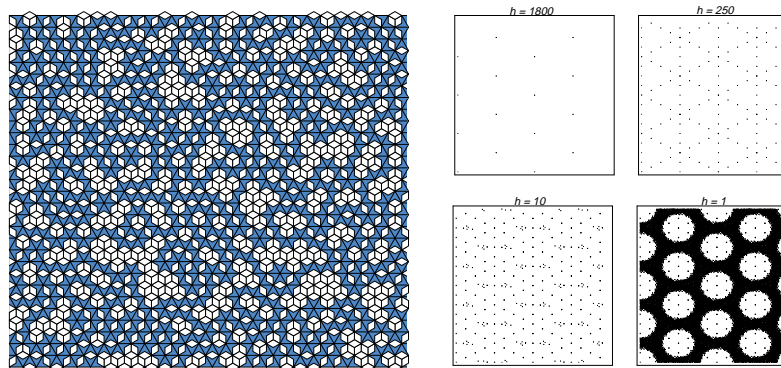 h = 1800
h = 250
h = 10
h = 1